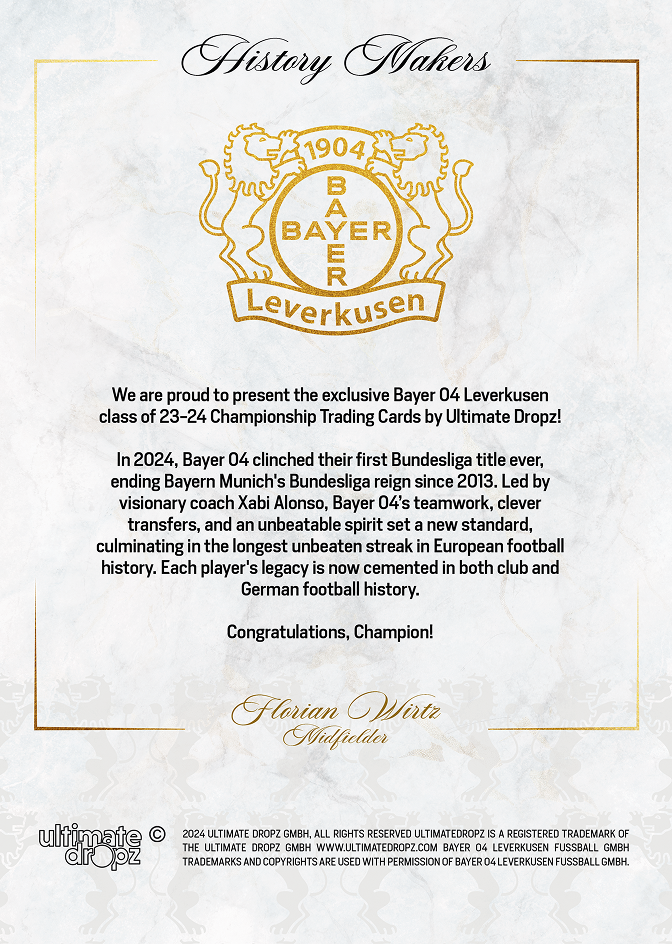 History Makers
1904
BAYER
BAYER
Leverkusen
We are proud to present the exclusive Bayer 04 Leverkusen
class of 23-24 Championship Trading Cards by Ultimate Dropz!
In 2024, Bayer 04 clinched their first Bundesliga title ever,
ending Bayern Munich's Bundesliga reign since 2013. Led by
visionary coach Xabi Alonso, Bayer 04’s teamwork, clever
transfers, and an unbeatable spirit set a new standard,
culminating in the longest unbeaten streak in European football
history. Each player's legacy is now cemented in both club and
German football history.
Congratulations, Champion!
Florian Wirtz
Midfielder
ultimate ©
dropz
2024 ULTIMATE DROPZ GMBH, ALL RIGHTS RESERVED ULTIMATEDROPZ IS A REGISTERED TRADEMARK OF
THE ULTIMATE DROPZ GMBH WWW.ULTIMATEDROPZ.COM BAYER 04 LEVERKUSEN FUSSBALL GMBH
TRADEMARKS AND COPYRIGHTS ARE USED WITH PERMISSION OF BAYER 04 LEVERKUSEN FUSSBALL GMBH.